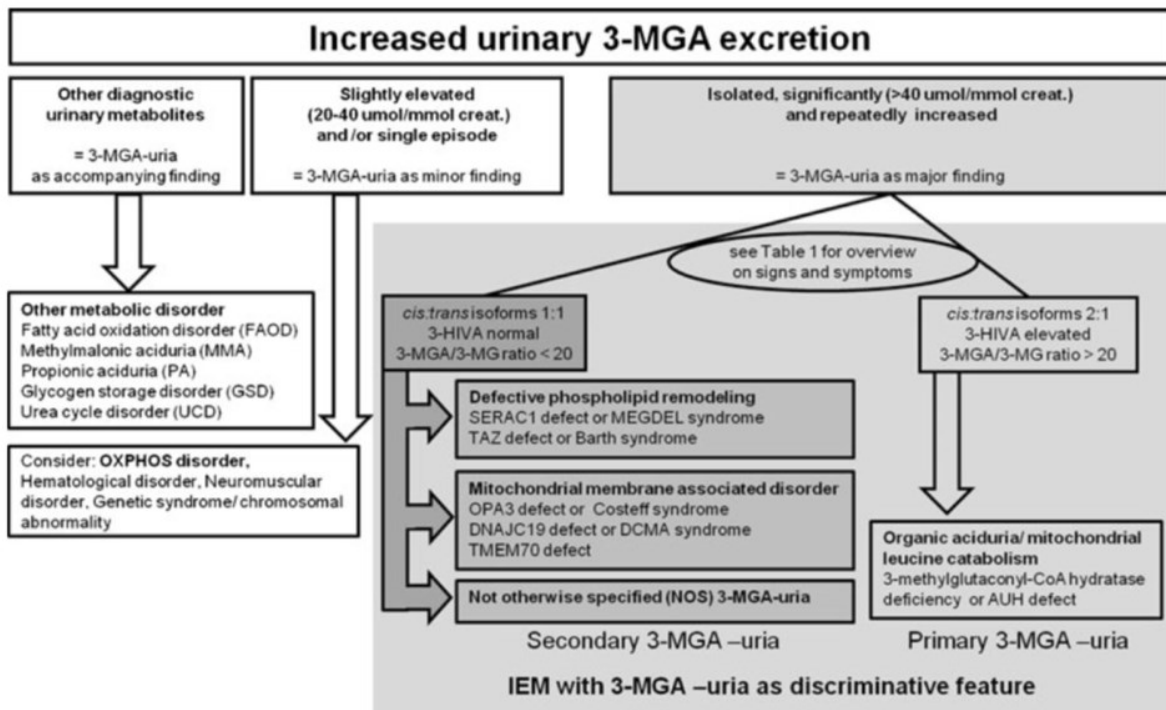 Increased urinary 3-MGA excretion
Other diagnostic
urinary metabolites
= 3-MGA-uria
as accompanying finding
Slightly elevated
(20-40 umol/mmol creat.)
and /or single episode
= 3-MGA-uria as minor finding
Isolated, significantly (>40 umol/mmol creat.)
and repeatedly increased
= 3-MGA-uria as major finding
see Table 1 for overview
on signs and symptoms
Other metabolic disorder
Fatty acid oxidation disorder (FAOD)
Methylmalonic aciduria (MMA)
Propionic aciduria (PA)
Glycogen storage disorder (GSD)
Urea cycle disorder (UCD)
Consider: OXPHOS disorder,
Hematological disorder, Neuromuscular
disorder, Genetic syndrome/ chromosomal
abnormality
cis:trans isoforms 1:1
3-HIVA normal
3-MGA/3-MG ratio < 20
cis:trans isoforms 2:1
3-HIVA elevated
3-MGA/3-MG ratio > 20
Defective phospholipid remodeling
SERAC1 defect or MEGDEL syndrome
TAZ defect or Barth syndrome
Mitochondrial membrane associated disorder
OPA3 defect or Costeff syndrome
DNAJC19 defect or DCMA syndrome
TMEM70 defect
Not otherwise specified (NOS) 3-MGA-uria
Organic aciduria/ mitochondrial
leucine catabolism
3-methylglutaconyl-CoA hydratase
deficiency or AUH defect
Secondary 3-MGA –uria
Primary 3-MGA –uria
IEM with 3-MGA –uria as discriminative feature